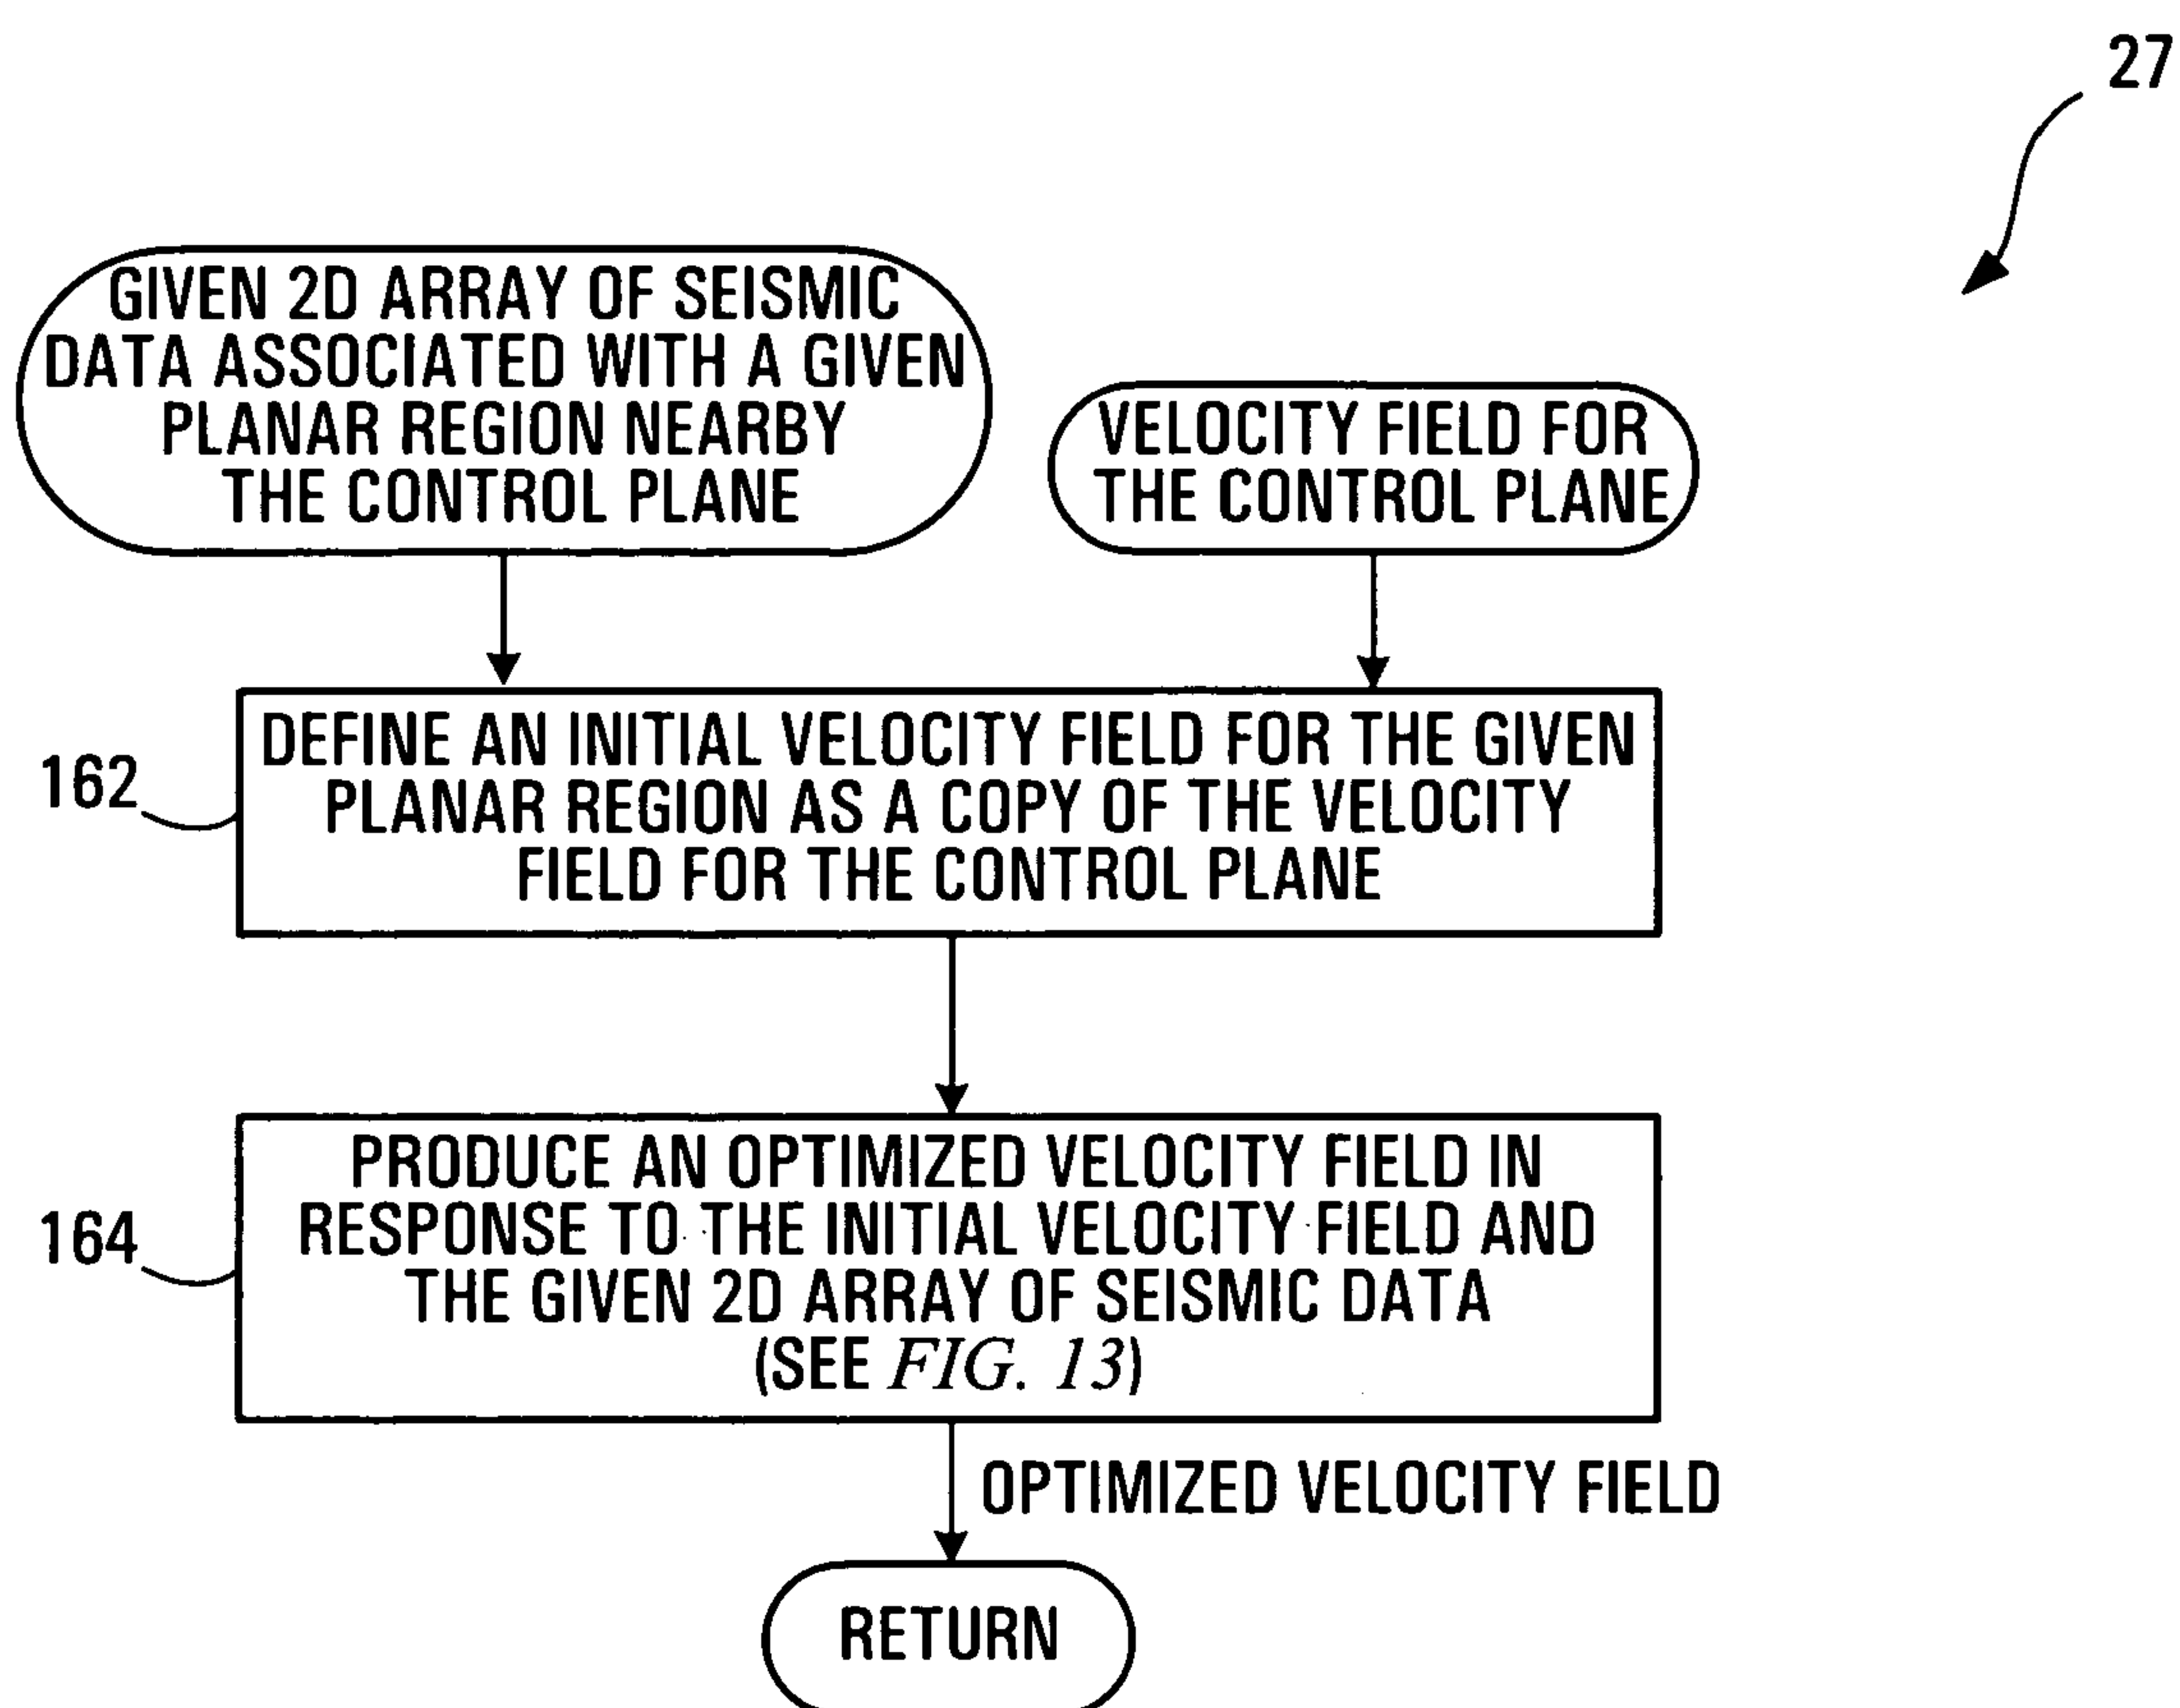 27
GIVEN 2D ARRAY OF SEISMIC
DATA ASSOCIATED WITH A GIVEN
PLANAR REGION NEARBY
THE CONTROL PLANE
VELOCITY FIELD FOR
THE CONTROL PLANE
162
DEFINE AN INITIAL VELOCITY FIELD FOR THE GIVEN
PLANAR REGION AS A COPY OF THE VELOCITY
FIELD FOR THE CONTROL PLANE
164
PRODUCE AN OPTIMIZED VELOCITY FIELD IN
RESPONSE TO THE INITIAL VELOCITY FIELD AND
THE GIVEN 2D ARRAY OF SEISMIC DATA
(SEE FIG. 13)
OPTIMIZED VELOCITY FIELD
RETURN